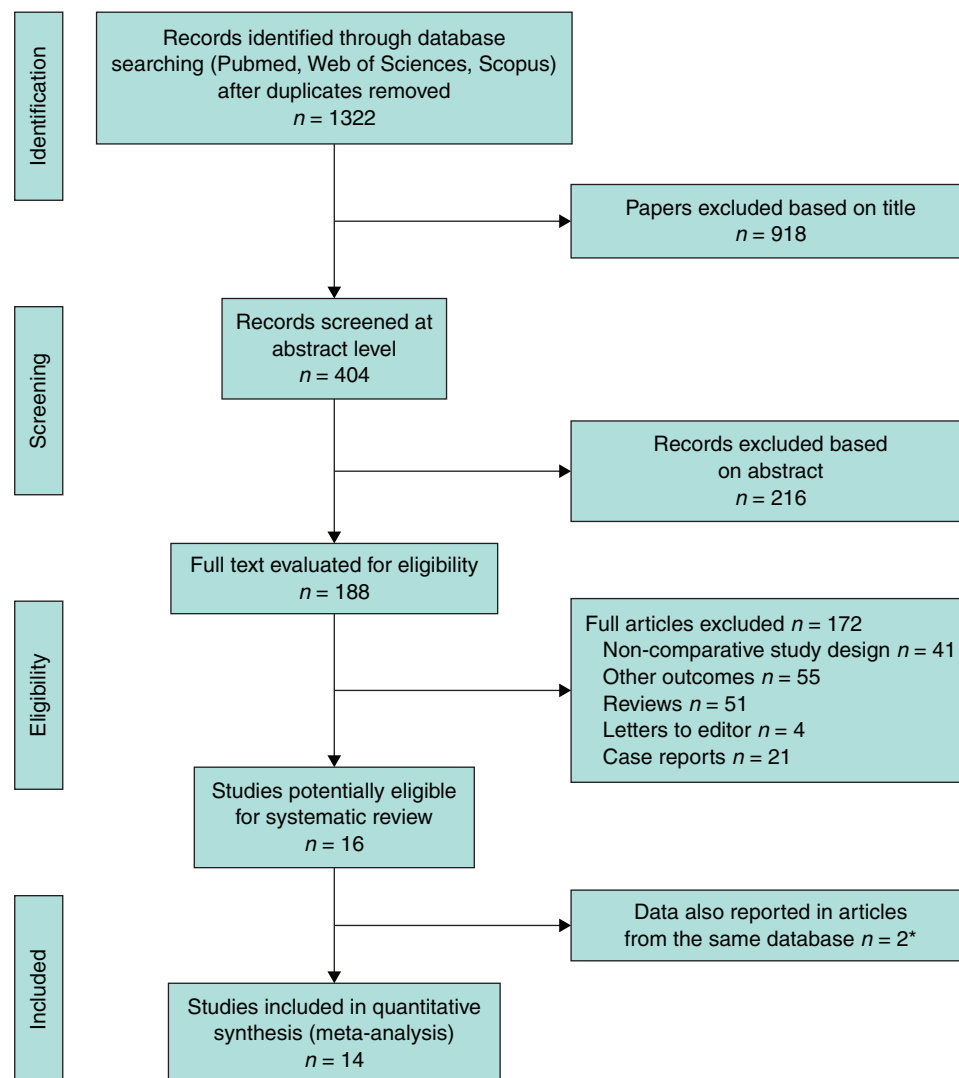 Identification
Records identified through database
searching (Pubmed, Web of Sciences, Scopus)
after duplicates removed
n = 1322
Papers excluded based on title
n = 918
Screening
Records screened at
abstract level
n = 404
Records excluded based
on abstract
n = 216
Eligibility
Full text evaluated for eligibility
n = 188
Full articles excluded n = 172
Non-comparative study design n = 41
Other outcomes n = 55
Reviews n = 51
Letters to editor n = 4
Case reports n = 21
Studies potentially eligible
for systematic review
n = 16
Included
Data also reported in articles
from the same database n = 2*
Studies included in quantitative
synthesis (meta-analysis)
n = 14